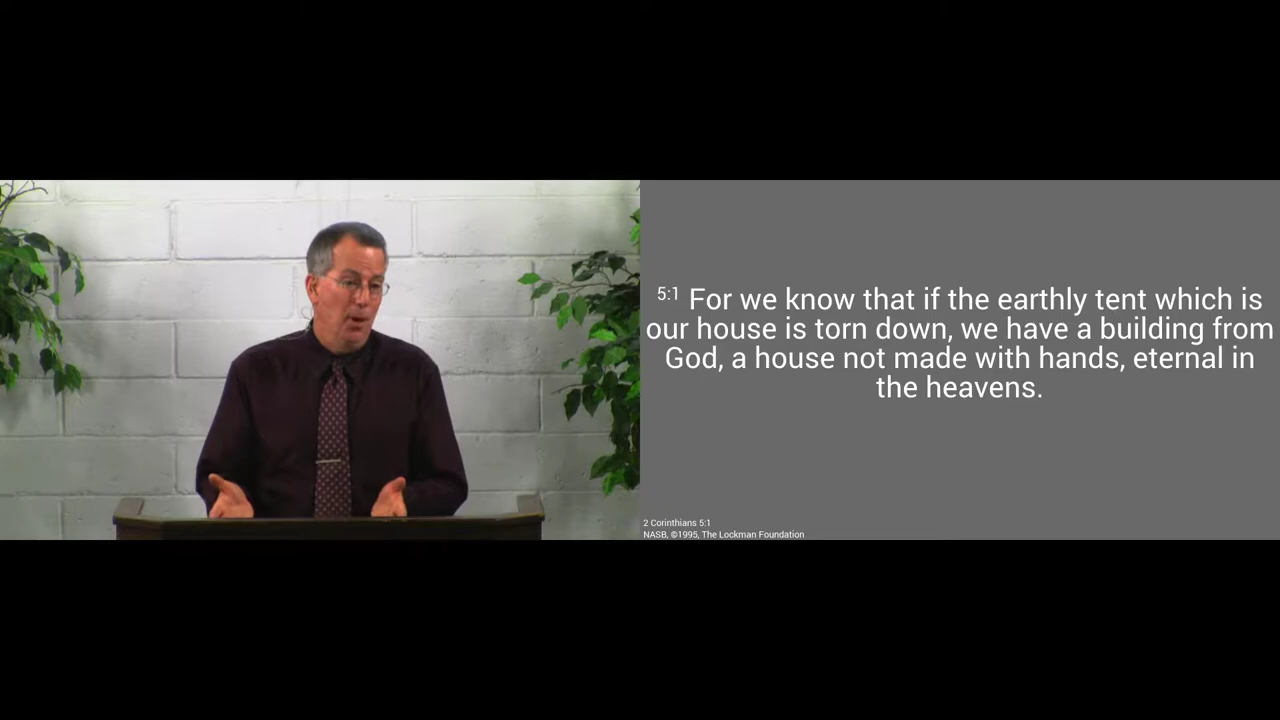 5:1 For we know that if the earthly tent which is
our house is torn down, we have a building from
God, a house not made with hands, eternal in
the heavens.
2 Corinthians 5:1
NASB, ©1995, The Lockman Foundation